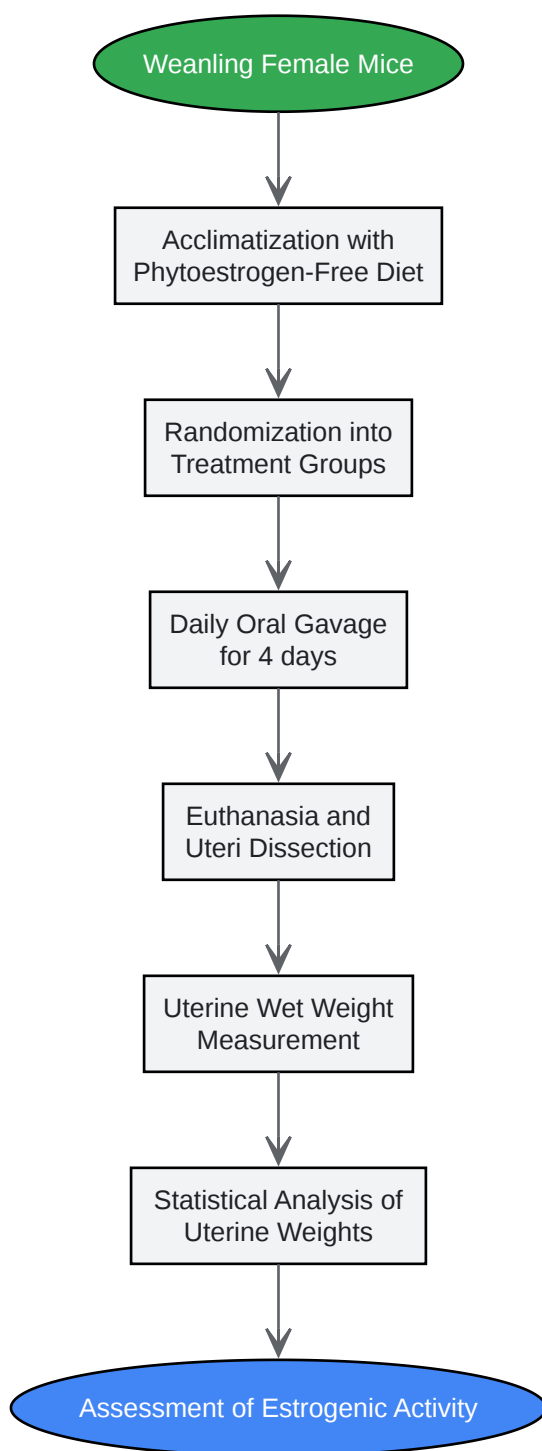 Weanling Female Mice
Acclimatization with
Phytoestrogen-Free Diet
Randomization into
Treatment Groups
Daily Oral Gavage
for 4 days
Euthanasia and
Uteri Dissection
Uterine Wet Weight
Measurement
Statistical Analysis of
Uterine Weights
Assessment of Estrogenic Activity